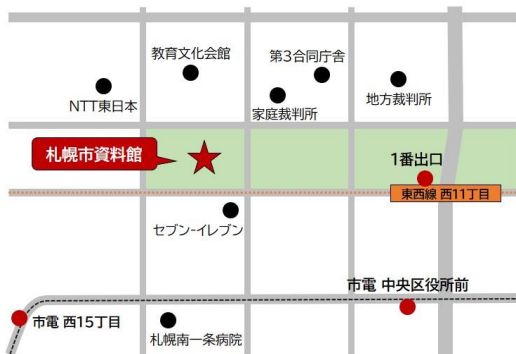 教育文化会館
第3合同庁舎
NTT東日本
家庭裁判所
地方裁判所
札幌市資料館
1番出口
東西線 西11丁目
セブン-イレブン
市電 中央区役所前
市電 西15丁目
札幌南一条病院